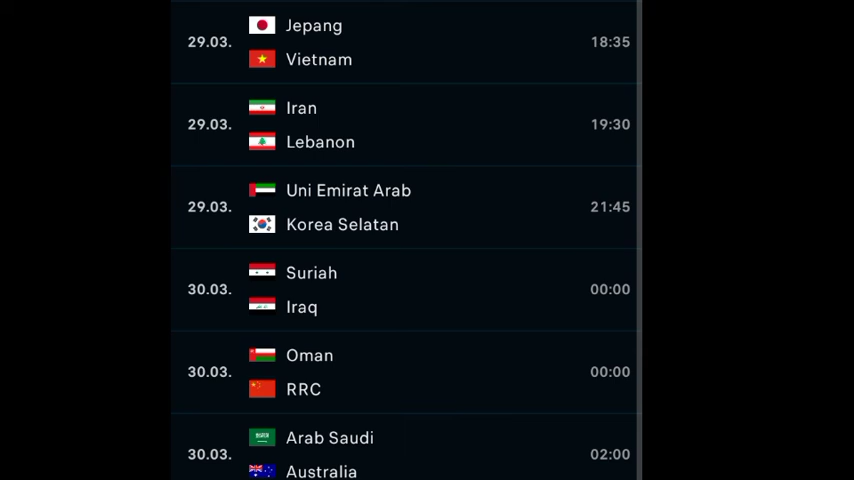 Jepang
29.03.
18:35
Vietnam
Iran
29.03.
19:30
Lebanon
Uni Emirat Arab
29.03.
21:45
Korea Selatan
Suriah
30.03.
00:00
Iraq
Oman
30.03.
00:00
RRC
Arab Saudi
30.03.
02:00
Australia